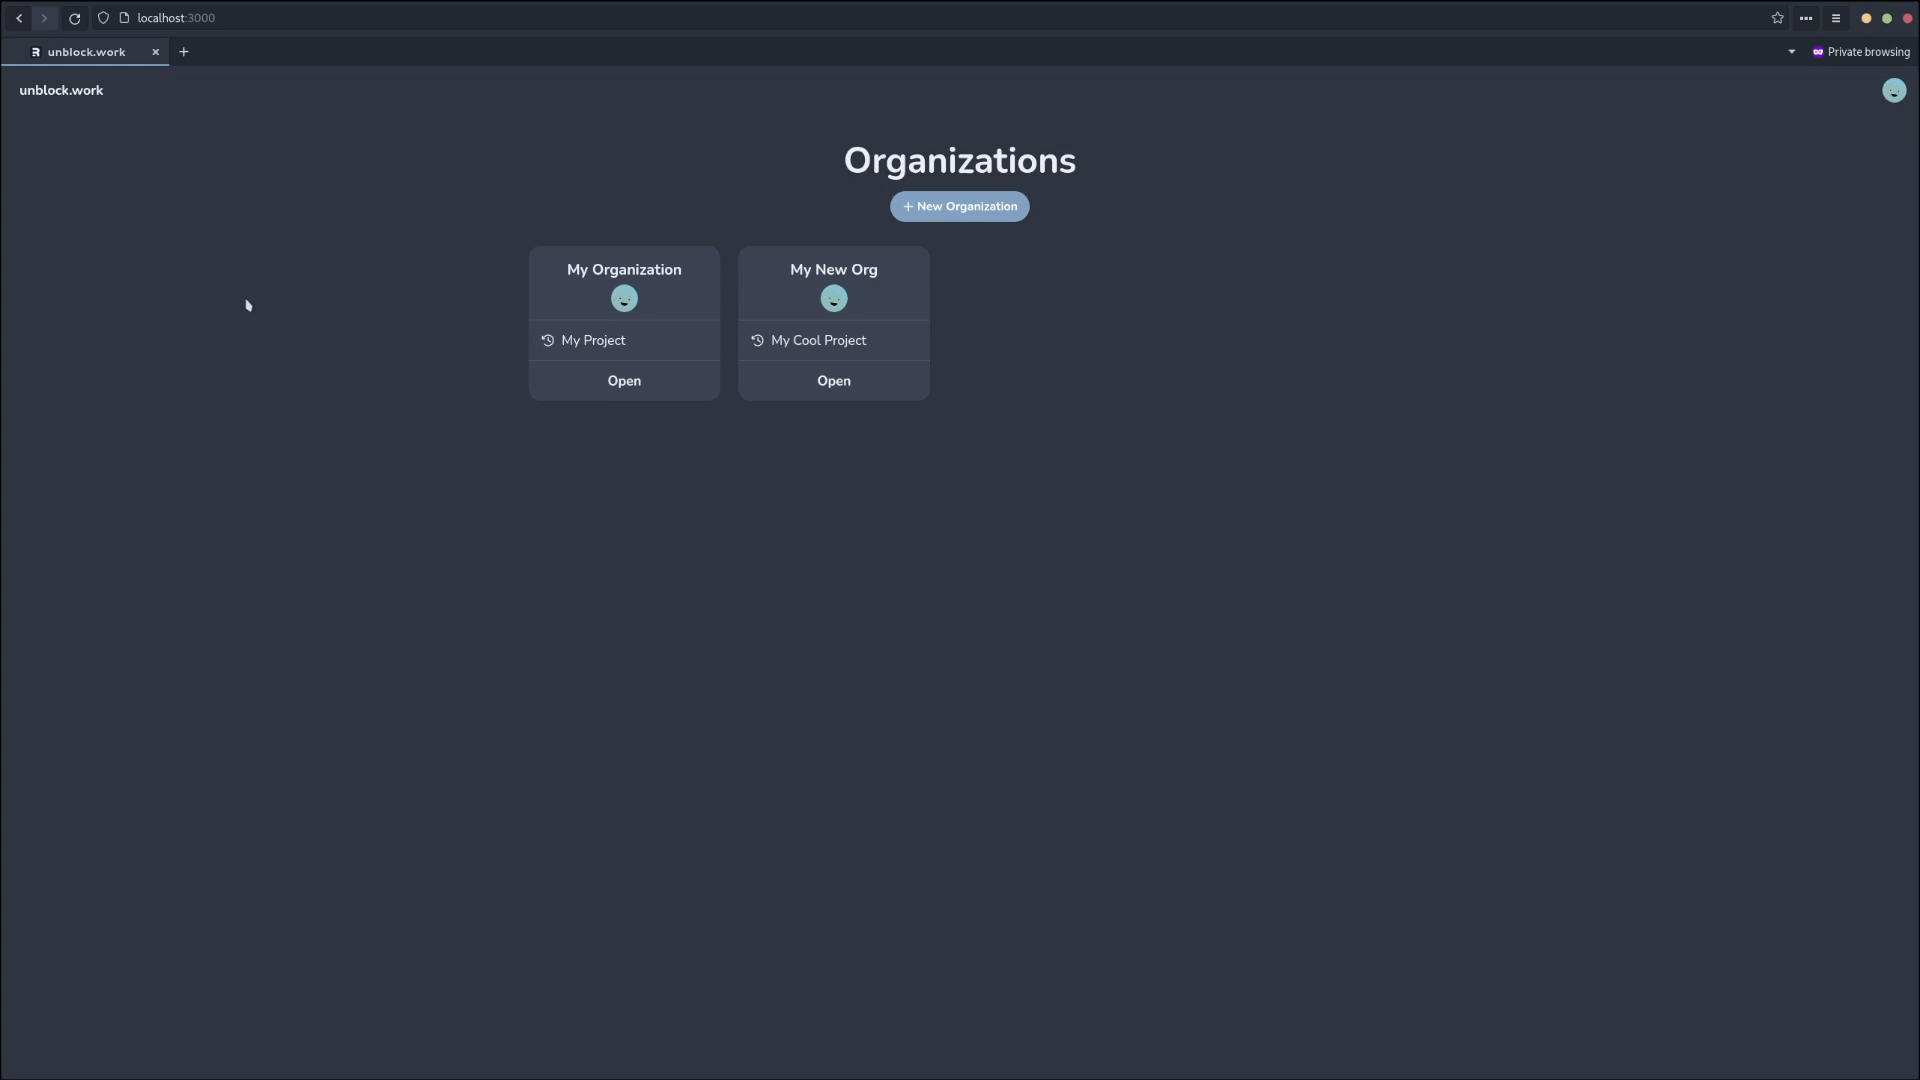 localhost:3000
unblock.work
Private browsing
unblock.work
Organizations
New Organization
My Organization
My New Org
My Project
My Cool Project
Open
Open